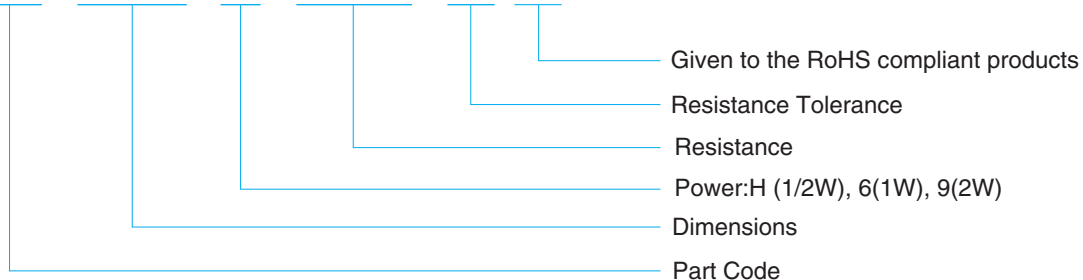 Given to the RoHS compliant products
Resistance Tolerance
Resistance
Power:H (1/2W), 6(1W), 9(2W)
Dimensions
Part Code